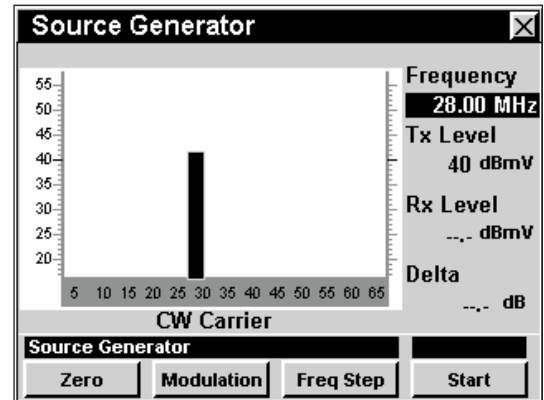 Source Generator
Frequency
28.00 MHz
Tx Level
40 dBmV
Rx Level
--.- dBmV
Delta
--.- dB
55
50
45
40
35
30
25
20
5 10 15 20 25 30 35 40 45 50 55 60 65
CW Carrier
Source Generator
Zero Modulation Freq Step Start